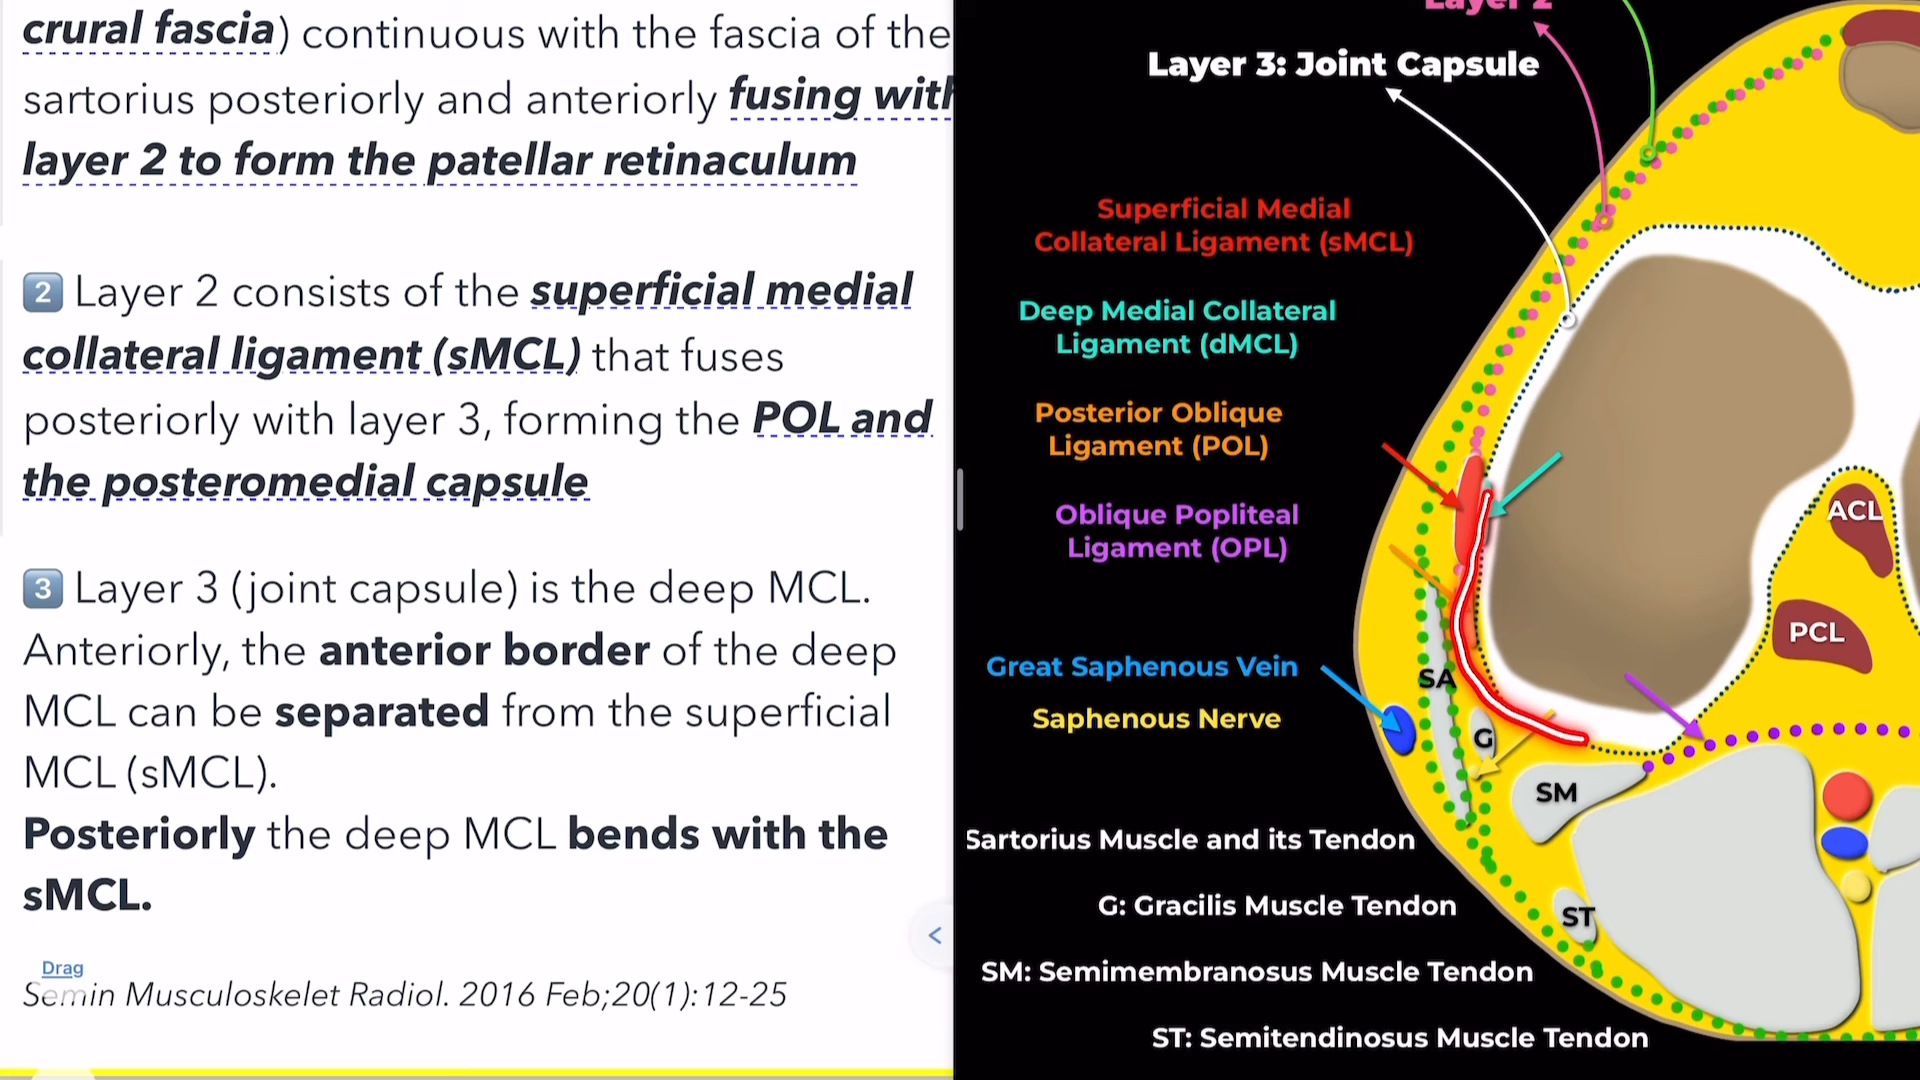 crural fascia) continuous with the fascia of the
sartorius posteriorly and anteriorly fusing with
layer 2 to form the patellar retinaculum
2 Layer 2 consists of the superficial medial
collateral ligament (sMCL) that fuses
posteriorly with layer 3, forming the POL and
the posteromedial capsule
3 Layer 3 (joint capsule) is the deep MCL.
Anteriorly, the anterior border of the deep
MCL can be separated from the superficial
MCL (sMCL).
Posteriorly the deep MCL bends with the
sMCL.
Drag
Semin Musculoskelet Radiol. 2016 Feb;20(1):12-25
<
Layer 2
Layer 3: Joint Capsule
Superficial Medial
Collateral Ligament (sMCL)
Deep Medial Collateral
Ligament (dMCL)
Posterior Oblique
Ligament (POL)
Oblique Popliteal
Ligament (OPL)
Great Saphenous Vein
Saphenous Nerve
Sartorius Muscle and its Tendon
G: Gracilis Muscle Tendon
SM: Semimembranosus Muscle Tendon
ST: Semitendinosus Muscle Tendon
ACL
PCL
SA
G
SM
ST